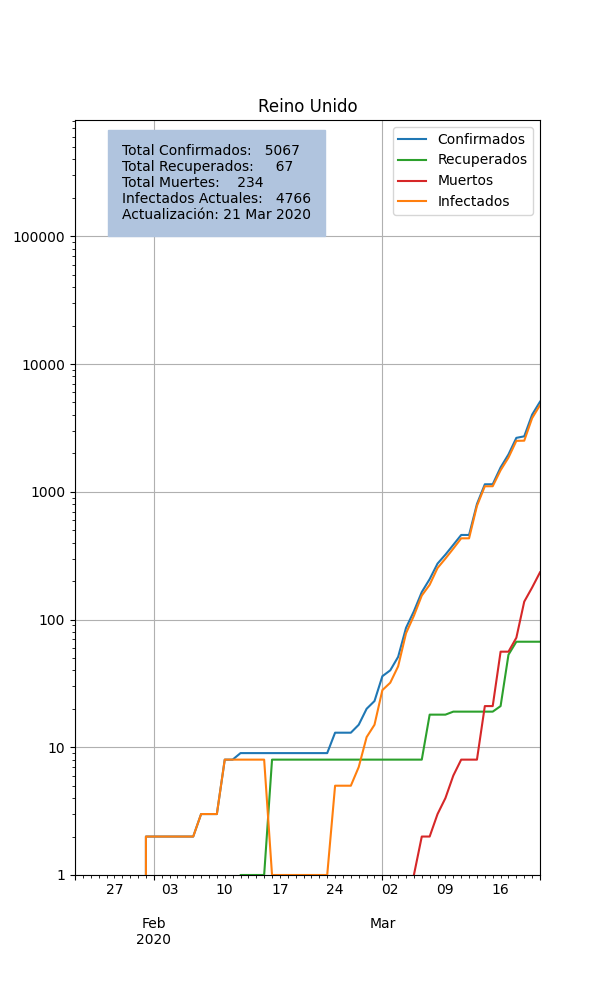 Reino Unido
Total Confirmados: 5067
Total Recuperados: 67
Total Muertes: 234
Infectados Actuales: 4766
Actualización: 21 Mar 2020
Confirmados
Recuperados
Muertos
Infectados
100000
10000
1000
100
10
1
27 03 10 17 24 02 09 16
Feb Mar
2020